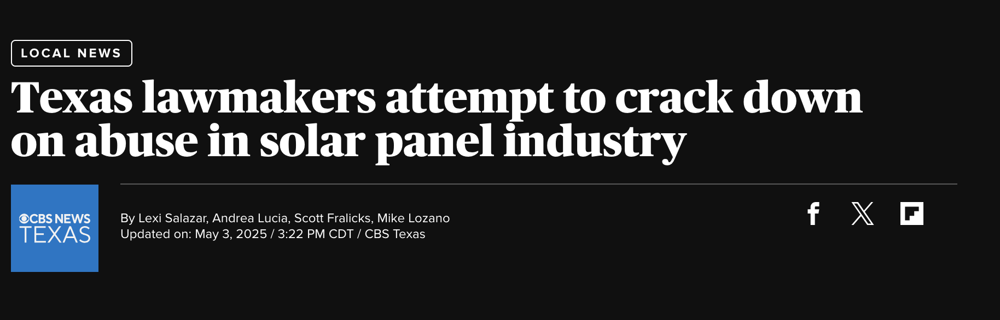 LOCAL NEWS
Texas lawmakers attempt to crack down
on abuse in solar panel industry
CBS NEWS
TEXAS
By Lexi Salazar, Andrea Lucia, Scott Fralicks, Mike Lozano
Updated on: May 3, 2025 / 3:22 PM CDT / CBS Texas